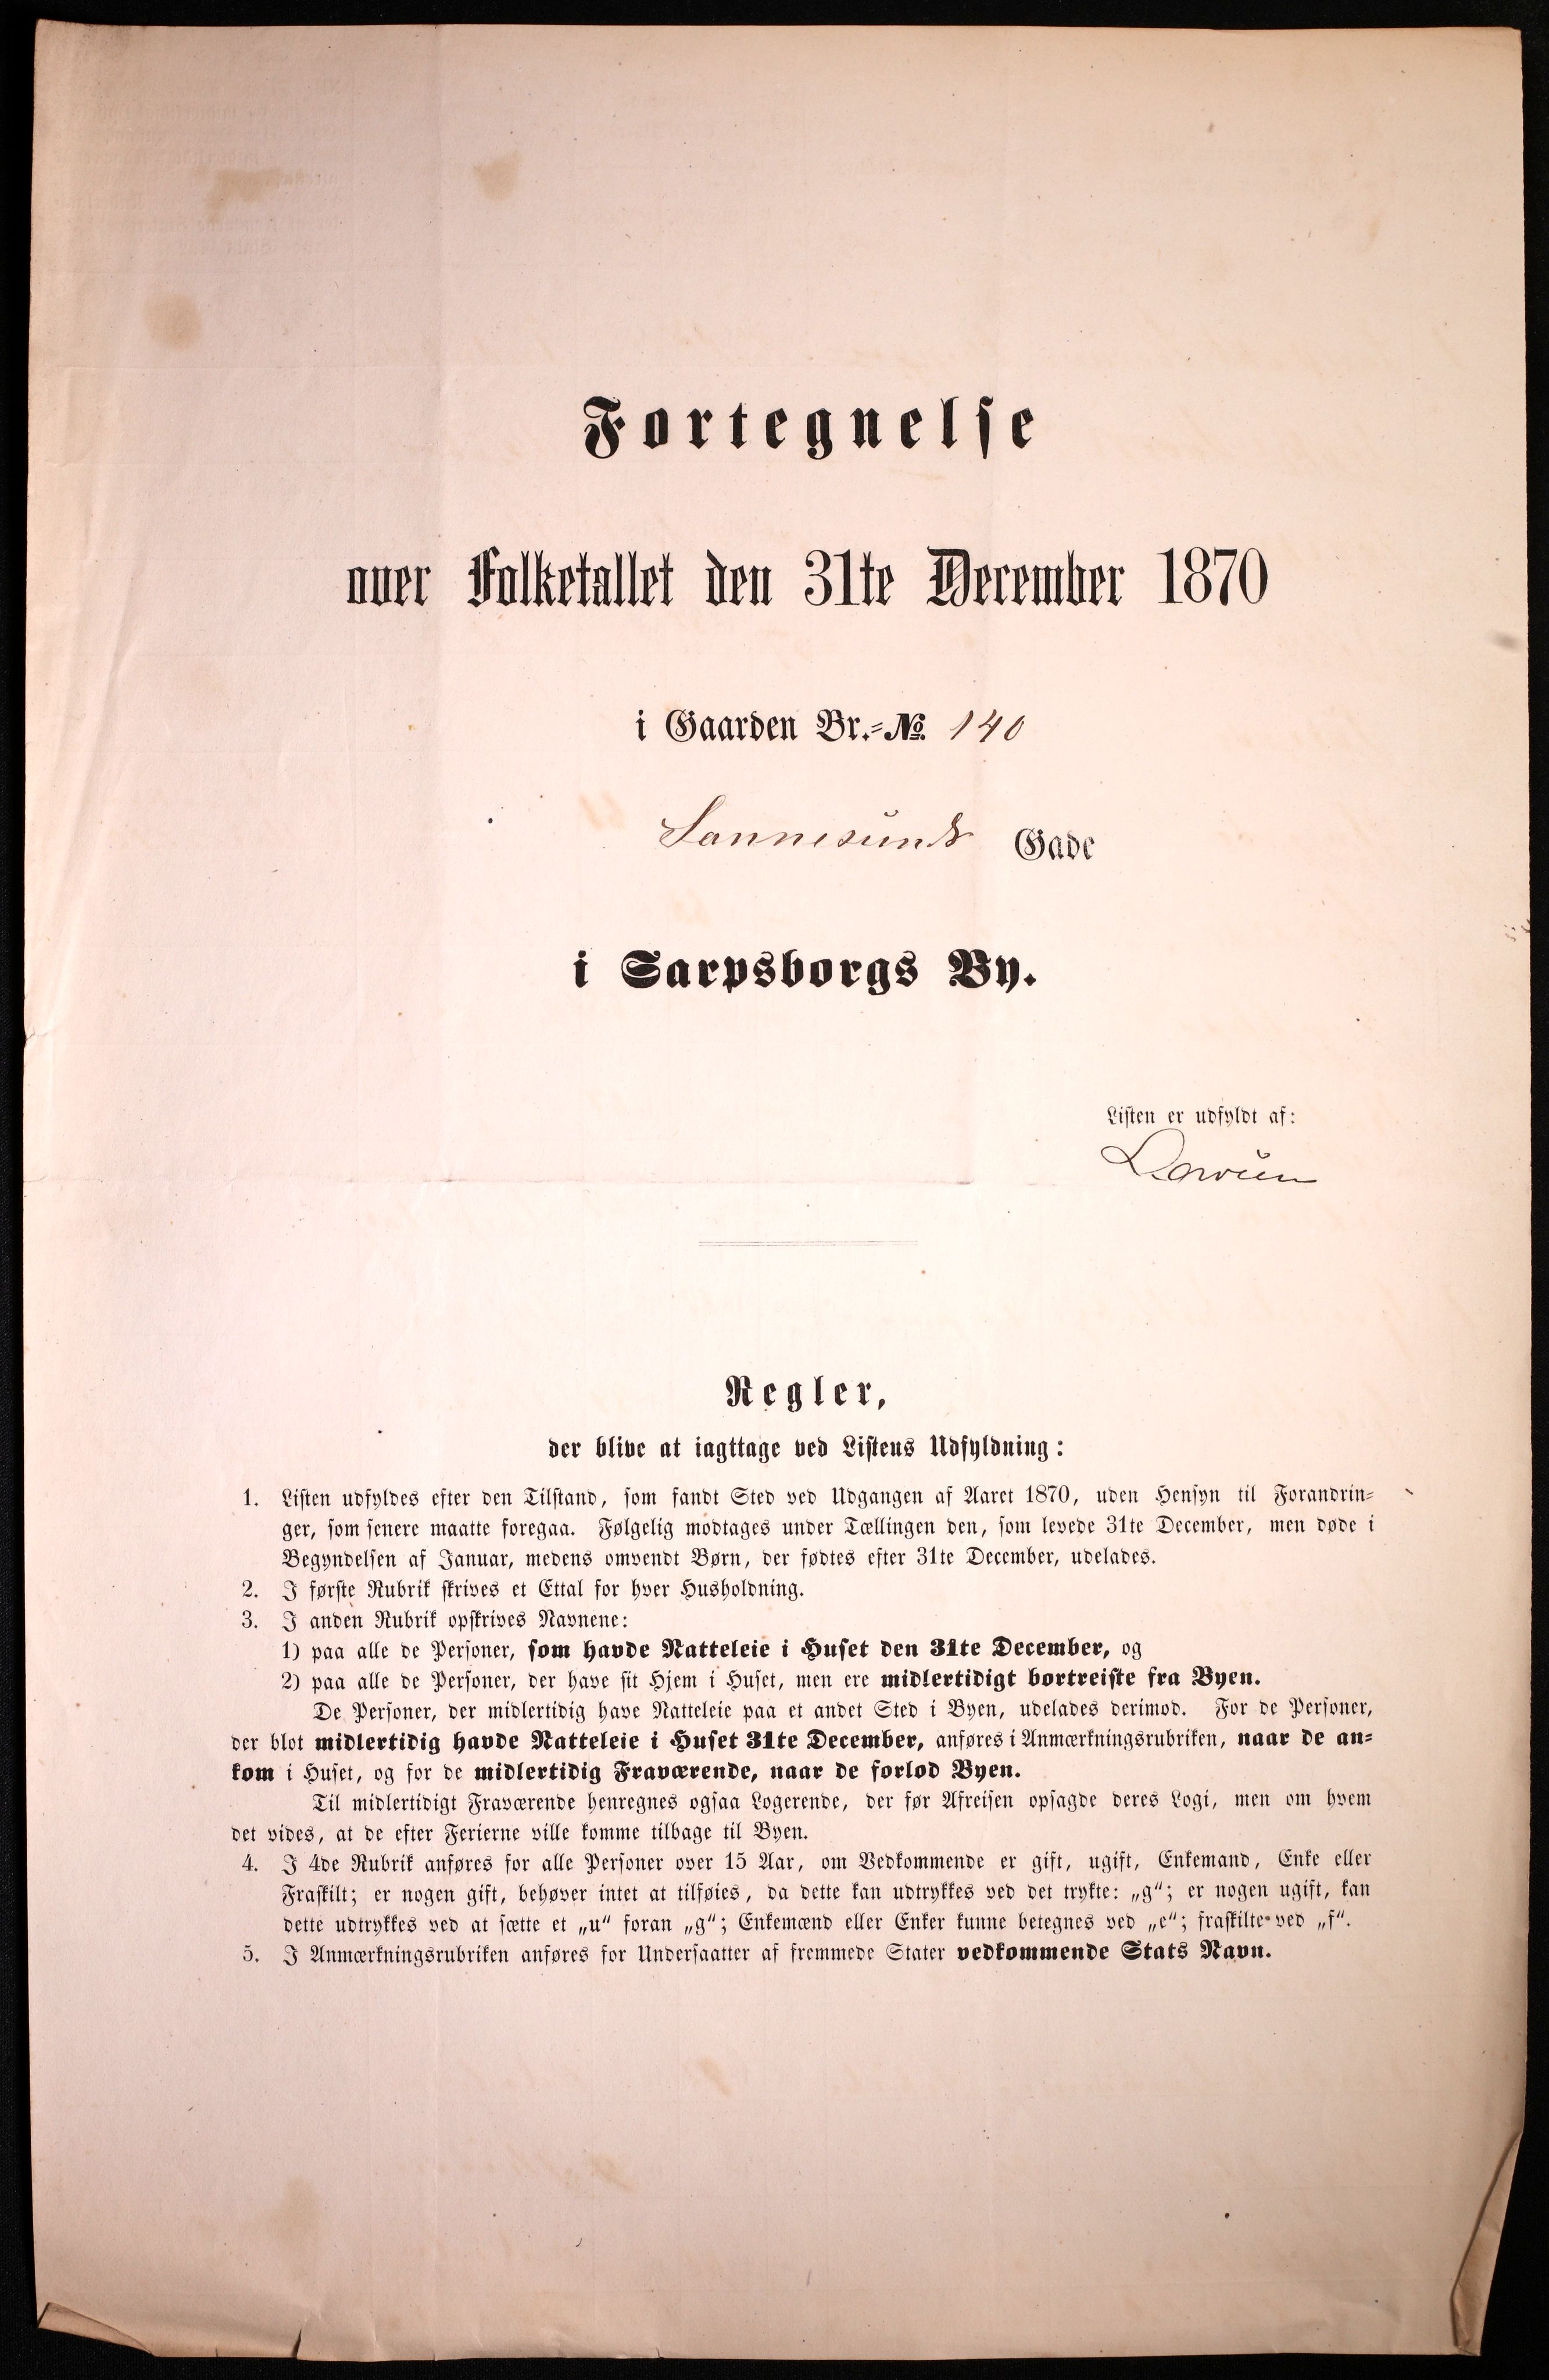 Fortegnelse
over Folketallet den 31te December 1870
i Gaarden Br.=No. 140
Sannesunds Gade
i Sarpsborgs By.
Listen er udfyldt af:
Regler,
der blive at iagttage ved Listens Udfyldning:
1. Listen udfyldes efter den Tilstand, som fandt Sted ved Udgangen af Aaret 1870, uden Hensyn til Forandrin=
ger, som senere maatte foregaa. Følgelig modtages under Tællingen den, som levede 31te December, men døde i
Begyndelsen af Januar, medens omvendt Børn, der fødtes efter 31te December, udelades.
2. I første Rubrik skrives et Ettal for hver Husholdning.
3. I anden Rubrik opskrives Navnene:
1) paa alle de Personer, som havde Natteleie i Huset den 31te December, og
2) paa alle de Personer, der have sit Hjem i Huset, men ere midlertidigt bortreiste fra Byen.
De Personer, der midlertidig have Natteleie paa et andet Sted i Byen, udelades derimod. For de Personer,
der blot midlertidig havde Natteleie i Huset 31te December, anføres i Anmærkningsrubriken, naar de an=
kom i Huset, og for de midlertidig Fraværende, naar de forlod Byen.
Til midlertidigt Fraværende henregnes ogsaa Logerende, der før Afreisen opsagde deres Logi, men om hvem
det vides, at de efter Ferierne ville komme tilbage til Byen.
4. I 4de Rubrik anføres for alle Personer over 15 Aar, om Vedkommende er gift, ugift, Enkemand, Enke eller
Fraskilt; er nogen gift, behøver intet at tilføies, da dette kan udtrykkes ved det trykte: „g“; er nogen ugift, kan
dette udtrykkes ved at sætte et „u“ foran „g“; Enkemænd eller Enker kunne betegnes ved „e“; fraskilte ved „f“.
5. I Anmærkningsrubriken anføres for Undersaatter af fremmede Stater vedkommende Stats Navn.